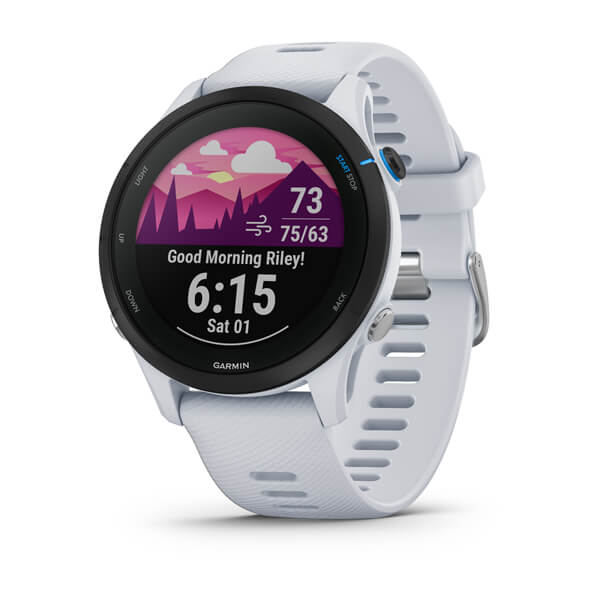 LIGHT
START STOP
UP
DOWN
BACK
73
75/63
Good Morning Riley!
6:15
Sat 01
GARMIN